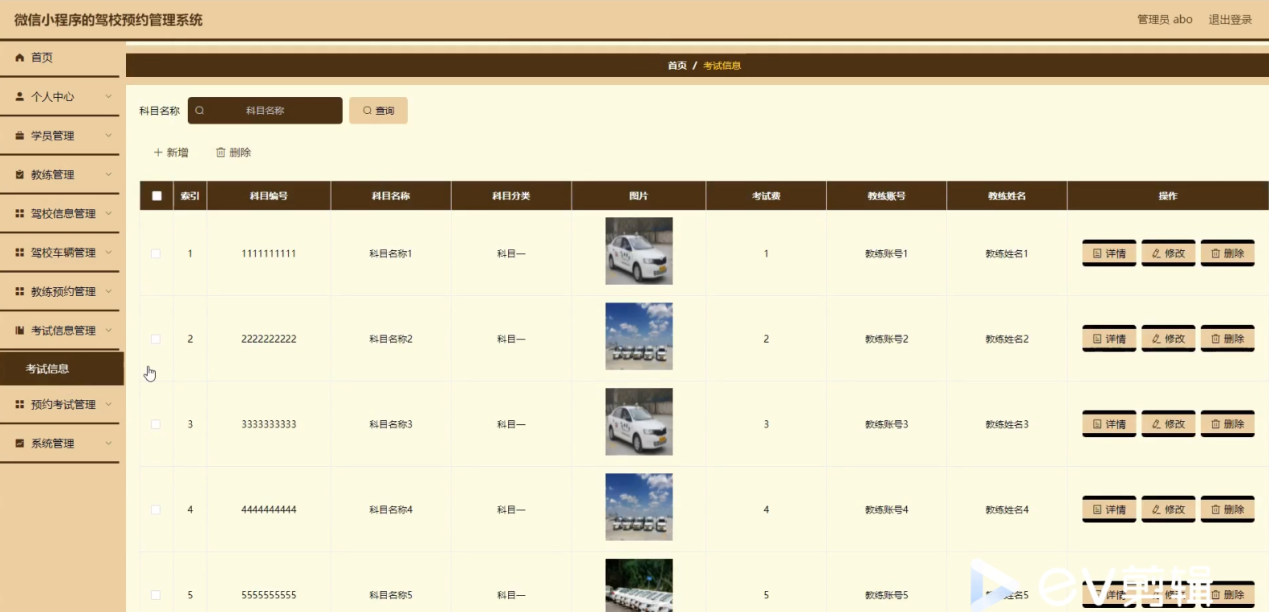 微信小程序的驾校预约管理系统
管理员 abo 退出登录
首页
个人中心
学员管理
教练管理
驾校信息管理
驾校车辆管理
教练预约管理
考试信息管理
考试信息
预约考试管理
系统管理
首页 / 考试信息
科目名称 科目名称 查询
新增 删除
索引 科目编号 科目名称 科目分类 图片 考试费 教练账号 教练姓名 操作
1 1111111111 科目名称1 科目一 1 教练账号1 教练姓名1 详情 修改 删除
2 2222222222 科目名称2 科目一 2 教练账号2 教练姓名2 详情 修改 删除
3 3333333333 科目名称3 科目一 3 教练账号3 教练姓名3 详情 修改 删除
4 4444444444 科目名称4 科目一 4 教练账号4 教练姓名4 详情 修改 删除
5 5555555555 科目名称5 科目一 5 教练账号5 教练姓名5 详情 修改 删除
ev剪辑